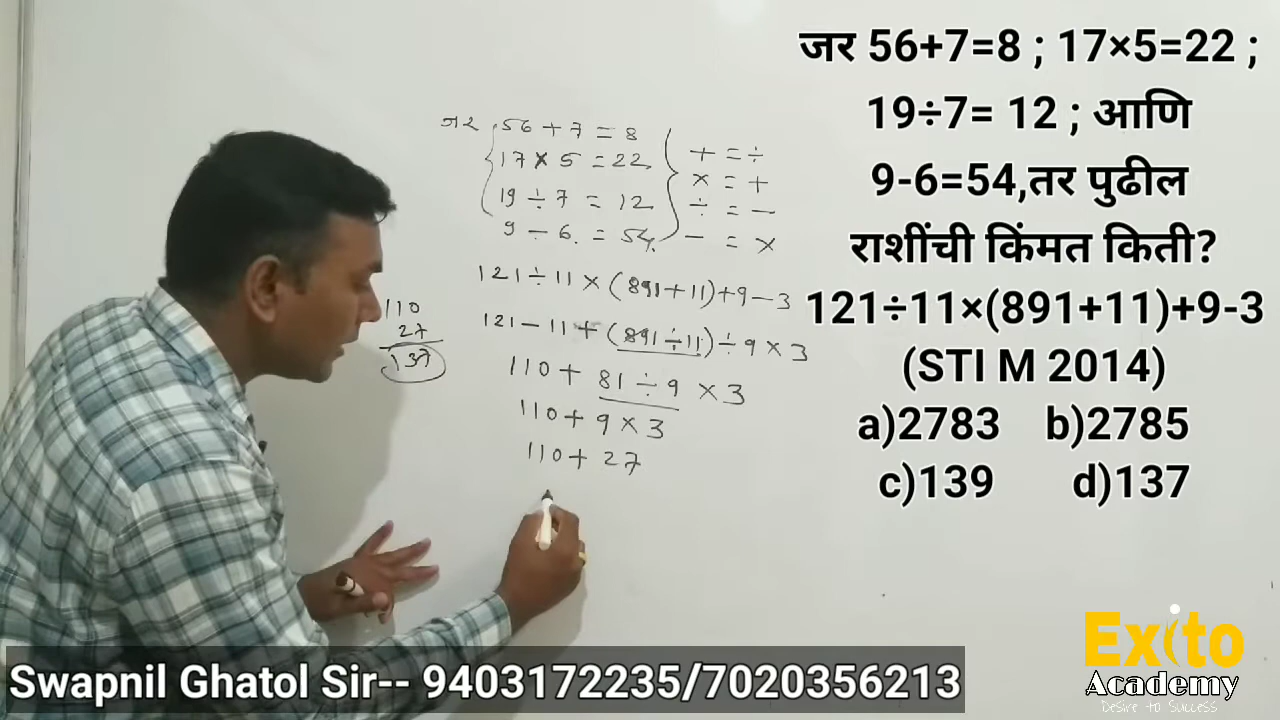 जर 56+7=8 ; 17×5=22 ;
19÷7= 12 ; आणि
9-6=54,तर पुढील
राशींची किंमत किती?
121÷11×(891+11)+9-3
(STI M 2014)
a)2783 b)2785
c)139 d)137
जर 56 + 7 = 8
17 × 5 = 22
19 ÷ 7 = 12
9 - 6. = 54.
+ = ÷
× = +
÷ = -
- = ×
121 ÷ 11 × (891 + 11) + 9 - 3
121 - 11 + (891 ÷ 11) ÷ 9 × 3
110 + 81 ÷ 9 × 3
110 + 9 × 3
110 + 27
110
27
137
Swapnil Ghatol Sir-- 9403172235/7020356213
Exito
Academy
Desire to Success